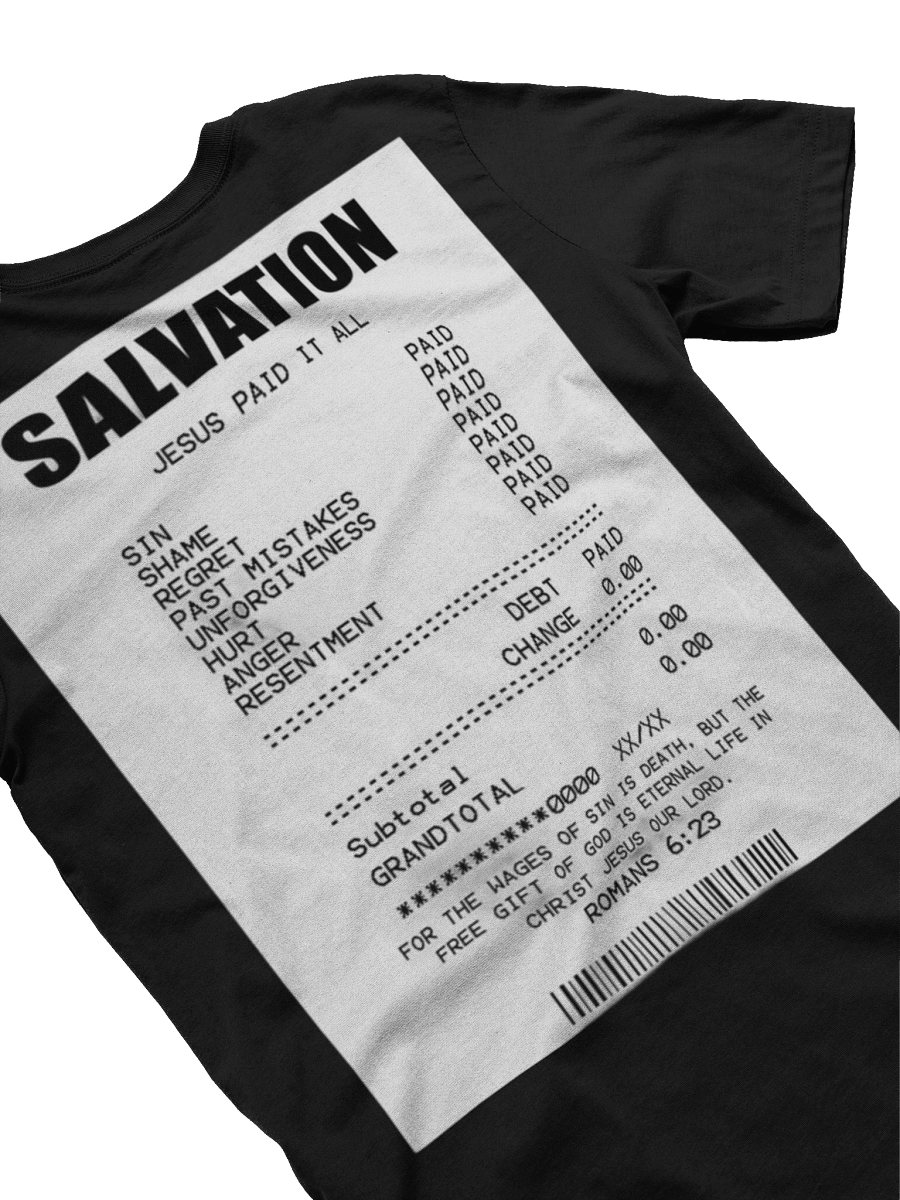 SALVATION
JESUS PAID IT ALL
SIN PAID
SHAME PAID
REGRET PAID
PAST MISTAKES PAID
UNFORGIVENESS PAID
HURT PAID
ANGER PAID
RESENTMENT PAID
==============================
DEBT PAID
CHANGE 0.00
==============================
Subtotal 0.00
GRANDTOTAL 0.00
**********0000 XX/XX
FOR THE WAGES OF SIN IS DEATH, BUT THE
FREE GIFT OF GOD IS ETERNAL LIFE IN
CHRIST JESUS OUR LORD.
ROMANS 6:23